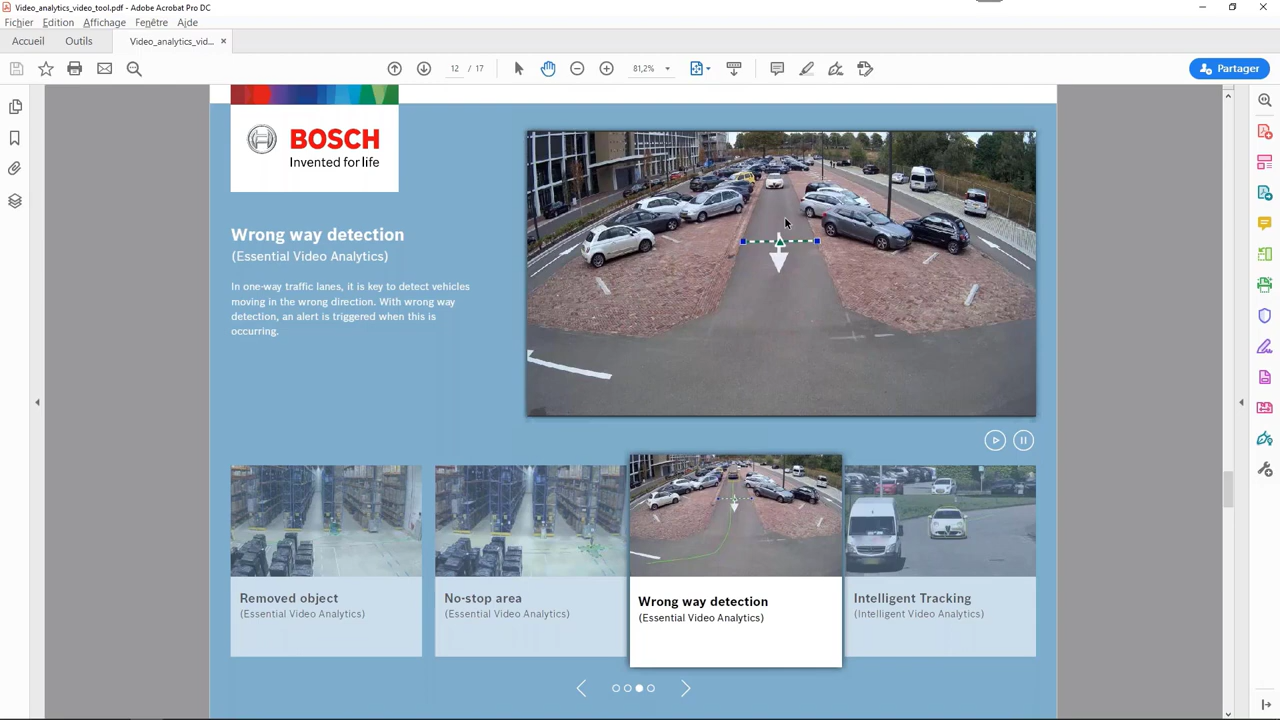 Video_analytics_video_tool.pdf - Adobe Acrobat Pro DC
Fichier Edition Affichage Fenêtre Aide
Accueil Outils Video_analytics_vid... ×
12 / 17 81,2% Partager
BOSCH
Invented for life
Wrong way detection
(Essential Video Analytics)
In one-way traffic lanes, it is key to detect vehicles
moving in the wrong direction. With wrong way
detection, an alert is triggered when this is
occurring.
Removed object
(Essential Video Analytics)
No-stop area
(Essential Video Analytics)
Wrong way detection
(Essential Video Analytics)
Intelligent Tracking
(Intelligent Video Analytics)